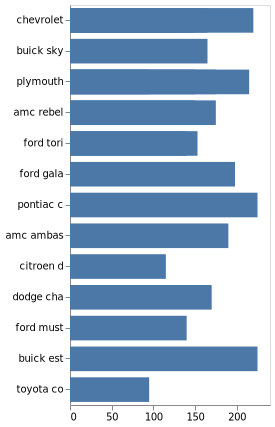 chevrolet
buick sky
plymouth
amc rebel
ford tori
ford gala
pontiac c
amc ambas
citroen d
dodge cha
ford must
buick est
toyota co
0 50 100 150 200